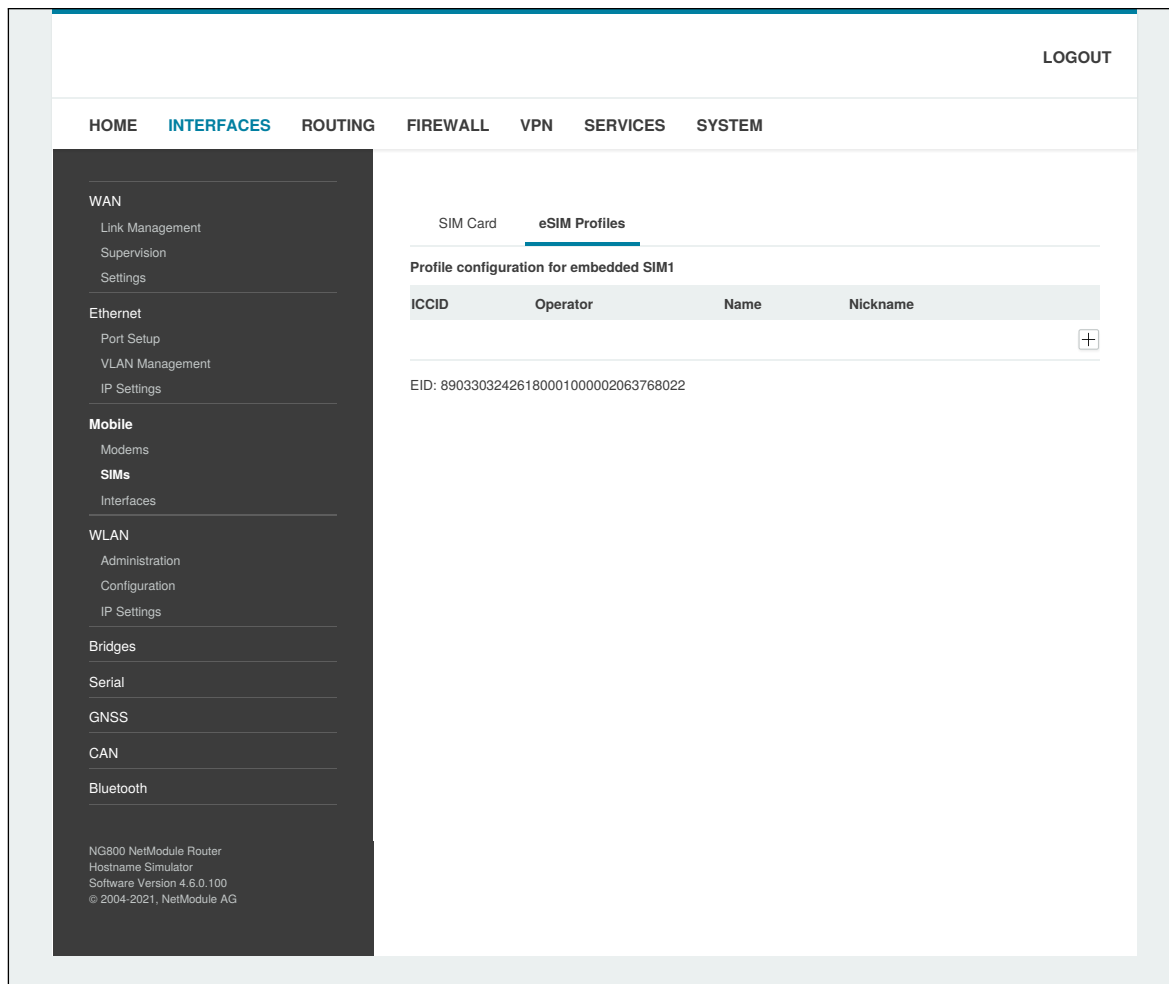 LOGOUT
HOME INTERFACES ROUTING FIREWALL VPN SERVICES SYSTEM
WAN
Link Management
Supervision
Settings
Ethernet
Port Setup
VLAN Management
IP Settings
Mobile
Modems
SIMs
Interfaces
WLAN
Administration
Configuration
IP Settings
Bridges
Serial
GNSS
CAN
Bluetooth
NG800 NetModule Router
Hostname Simulator
Software Version 4.6.0.100
© 2004-2021, NetModule AG
SIM Card eSIM Profiles
Profile configuration for embedded SIM1
ICCID Operator Name Nickname
EID: 89033032426180001000002063768022